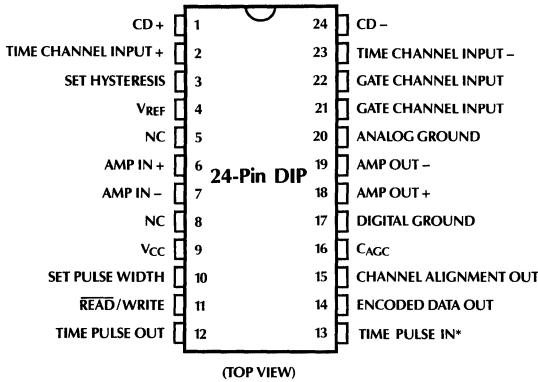 CD + 1 24 CD –
TIME CHANNEL INPUT + 2 23 TIME CHANNEL INPUT –
SET HYSTERESIS 3 22 GATE CHANNEL INPUT
VREF 4 21 GATE CHANNEL INPUT
NC 5 20 ANALOG GROUND
AMP IN + 6 19 AMP OUT –
24-Pin DIP
AMP IN – 7 18 AMP OUT +
NC 8 17 DIGITAL GROUND
VCC 9 16 CAGC
SET PULSE WIDTH 10 15 CHANNEL ALIGNMENT OUT
READ/WRITE 11 14 ENCODED DATA OUT
TIME PULSE OUT 12 13 TIME PULSE IN*
(TOP VIEW)